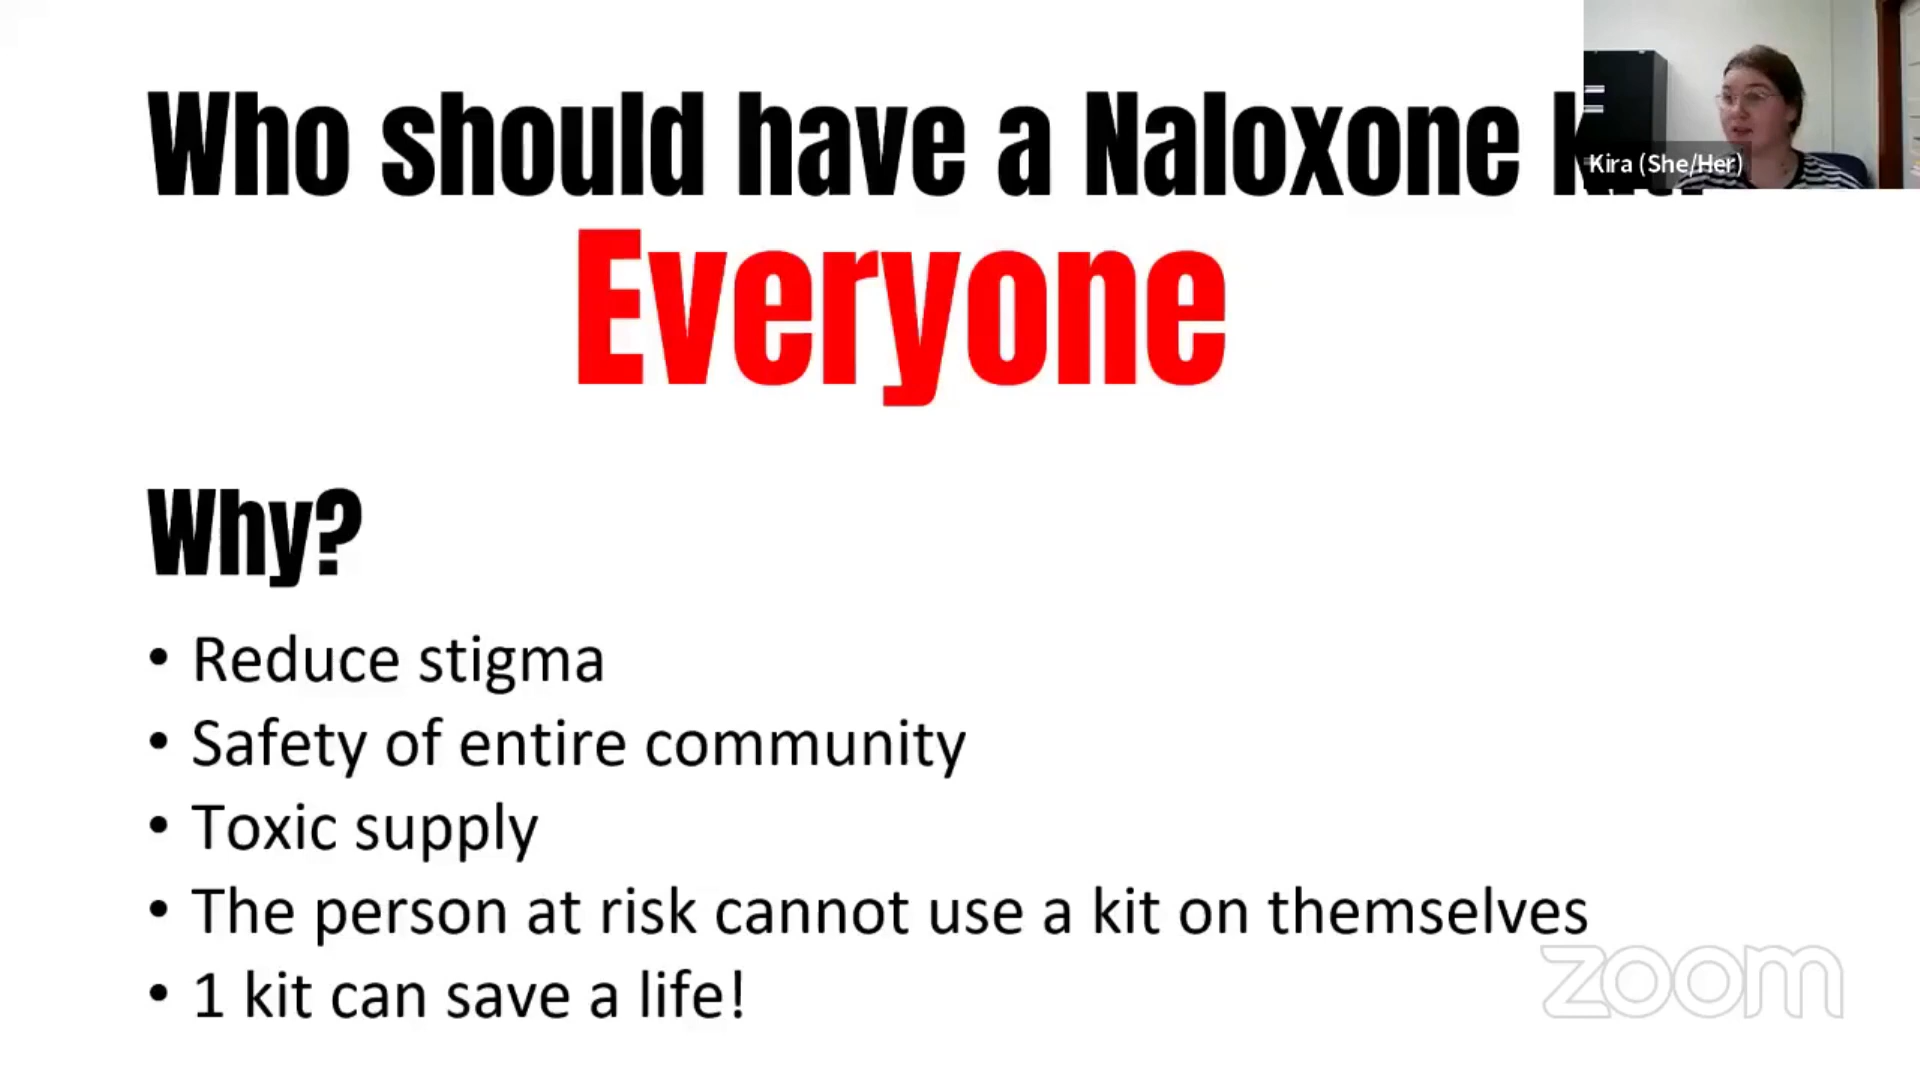 Who should have a Naloxone
Kira (She/Her)
Everyone
Why?
• Reduce stigma
• Safety of entire community
• Toxic supply
• The person at risk cannot use a kit on themselves
• 1 kit can save a life!
zoom